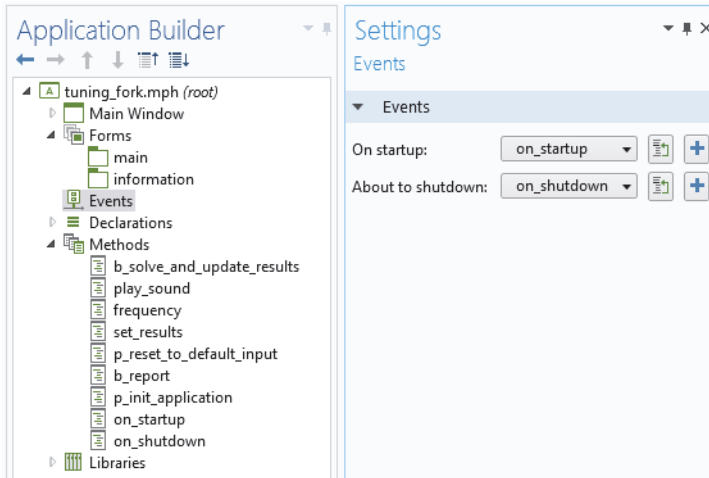 Application Builder
A tuning_fork.mph (root)
Main Window
Forms
main
information
Events
Declarations
Methods
b_solve_and_update_results
play_sound
frequency
set_results
p_reset_to_default_input
b_report
p_init_application
on_startup
on_shutdown
Libraries
Settings
Events
Events
On startup: on_startup
About to shutdown: on_shutdown